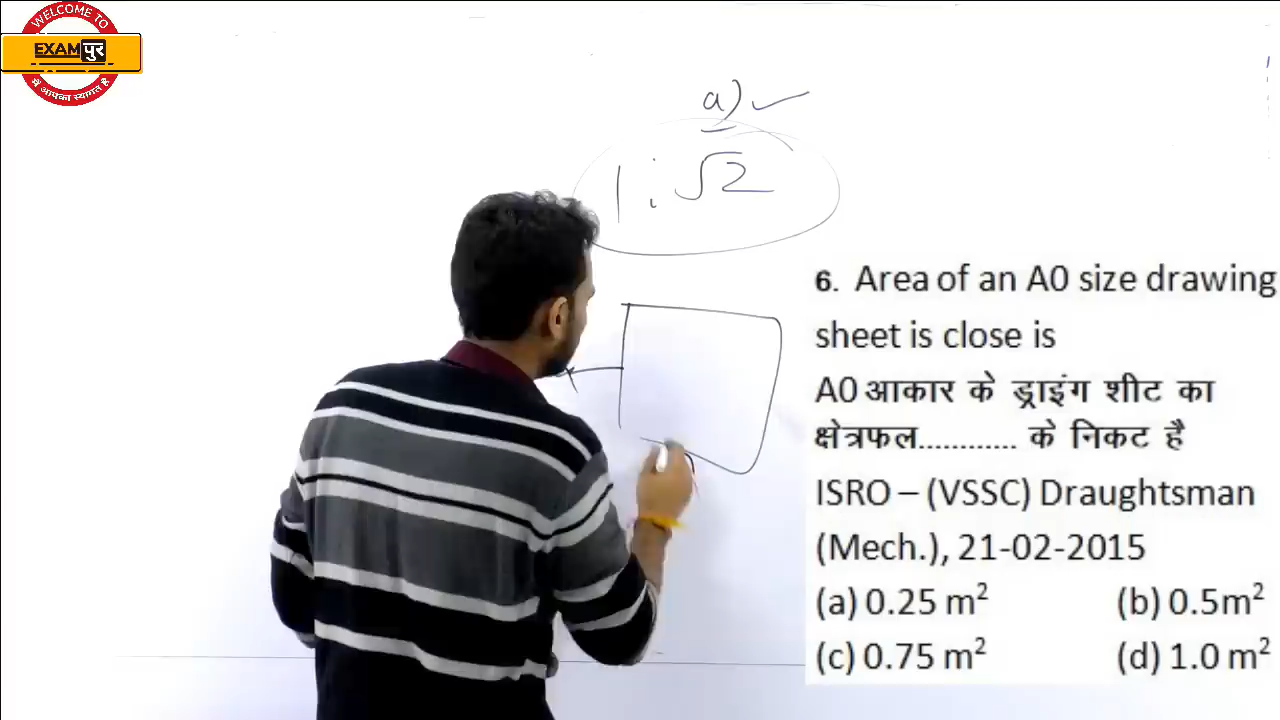 WELCOME TO
EXAMपुर
में आपका स्वागत है
a) ✓
1 : √2
6. Area of an A0 size drawing
sheet is close is
A0 आकार के ड्राइंग शीट का
क्षेत्रफल............ के निकट है
ISRO – (VSSC) Draughtsman
(Mech.), 21-02-2015
(a) 0.25 m²
(b) 0.5m²
(c) 0.75 m²
(d) 1.0 m²